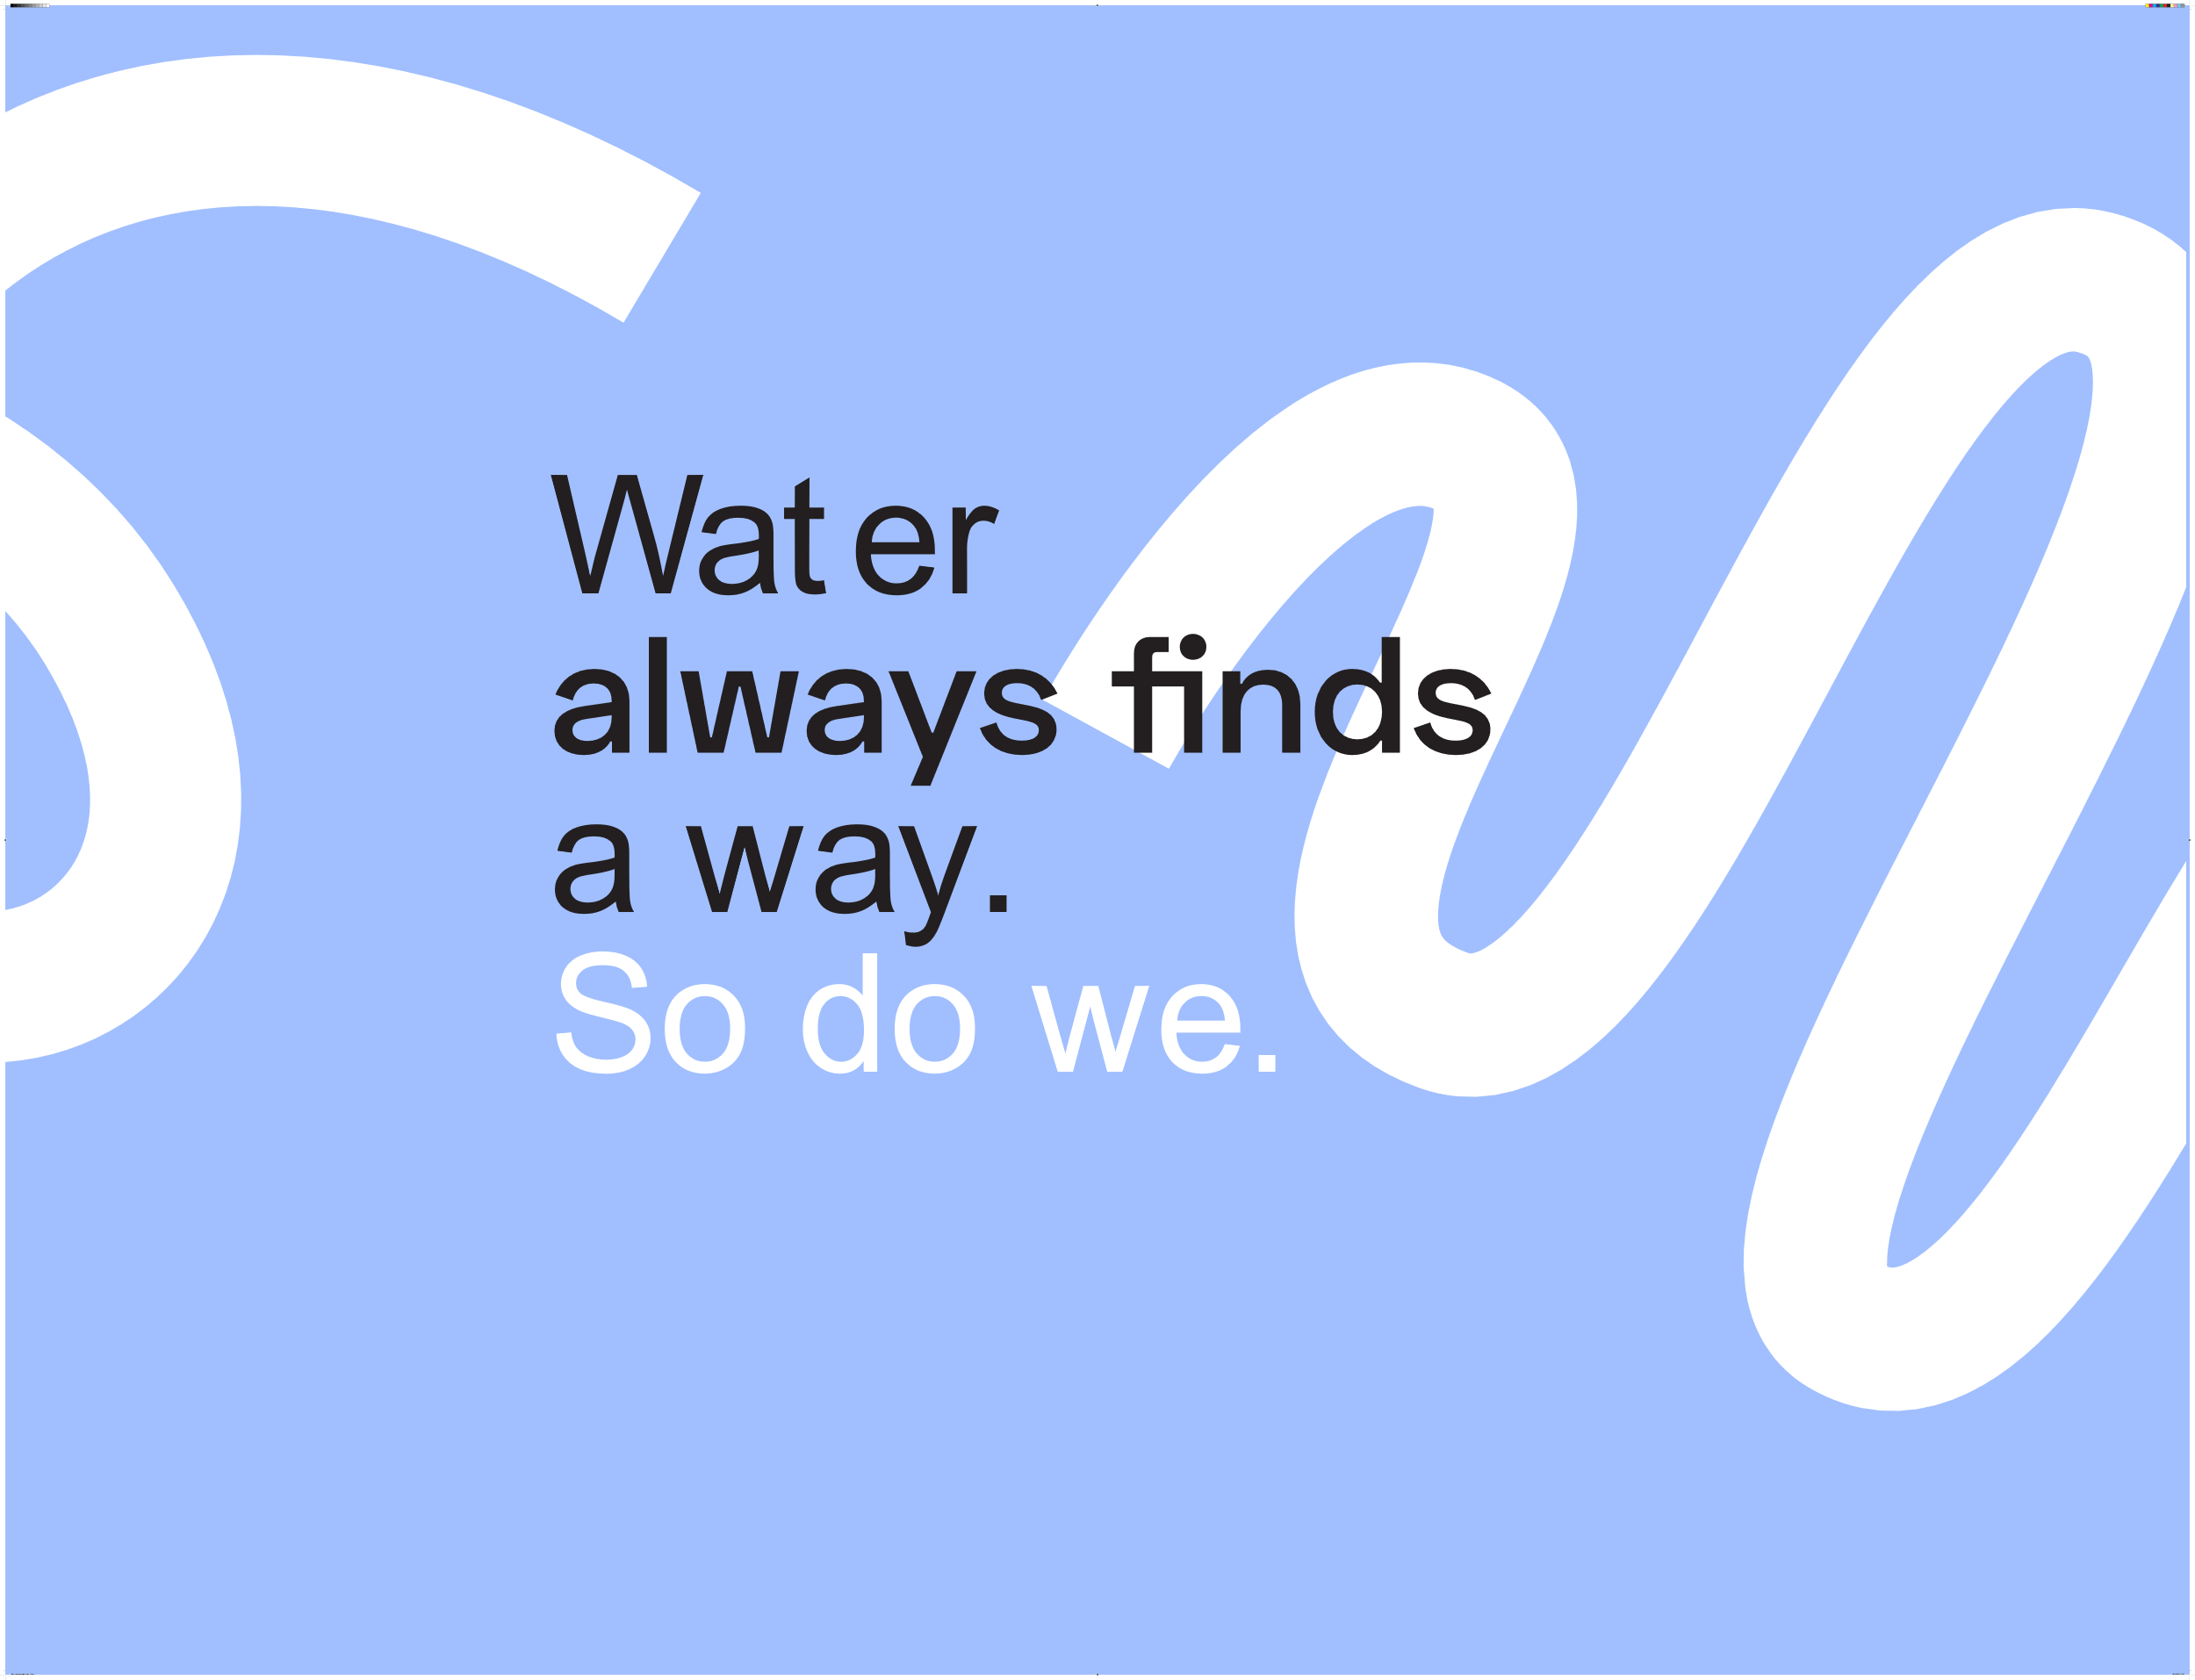 Water
always finds
a way.
So do we.